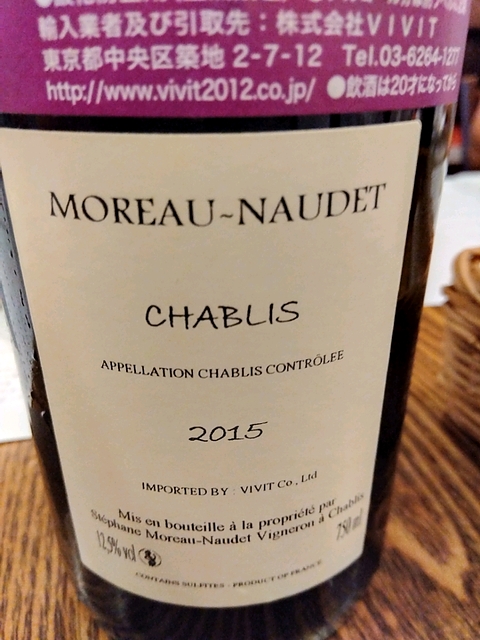 輸入業者及び引取先：株式会社VIVIT
東京都中央区築地 2-7-12 Tel.03-6264-1277
http://www.vivit2012.co.jp/ ●飲酒は20才になってから
MOREAU~NAUDET
CHABLIS
APPELLATION CHABLIS CONTRÔLEE
2015
IMPORTED BY : VIVIT Co., Ltd
Mis en bouteille à la propriété par
Stéphane Moreau-Naudet Vigneron à Chablis
12,5% vol 750 ml
CONTAINS SULFITES - PRODUCT OF FRANCE